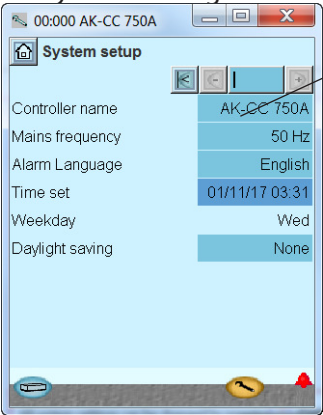 00:000 AK-CC 750A
System setup
Controller name AK-CC 750A
Mains frequency 50 Hz
Alarm Language English
Time set 01/11/17 03:31
Weekday Wed
Daylight saving None